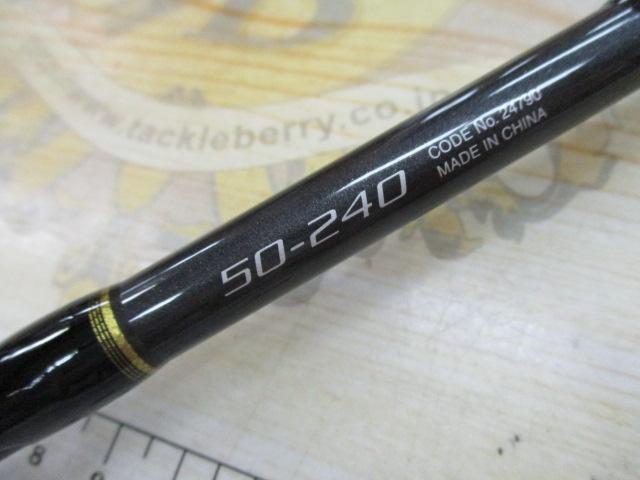 www.tackleberry.co.jp
CODE No. 24790
MADE IN CHINA
50-240
8
9